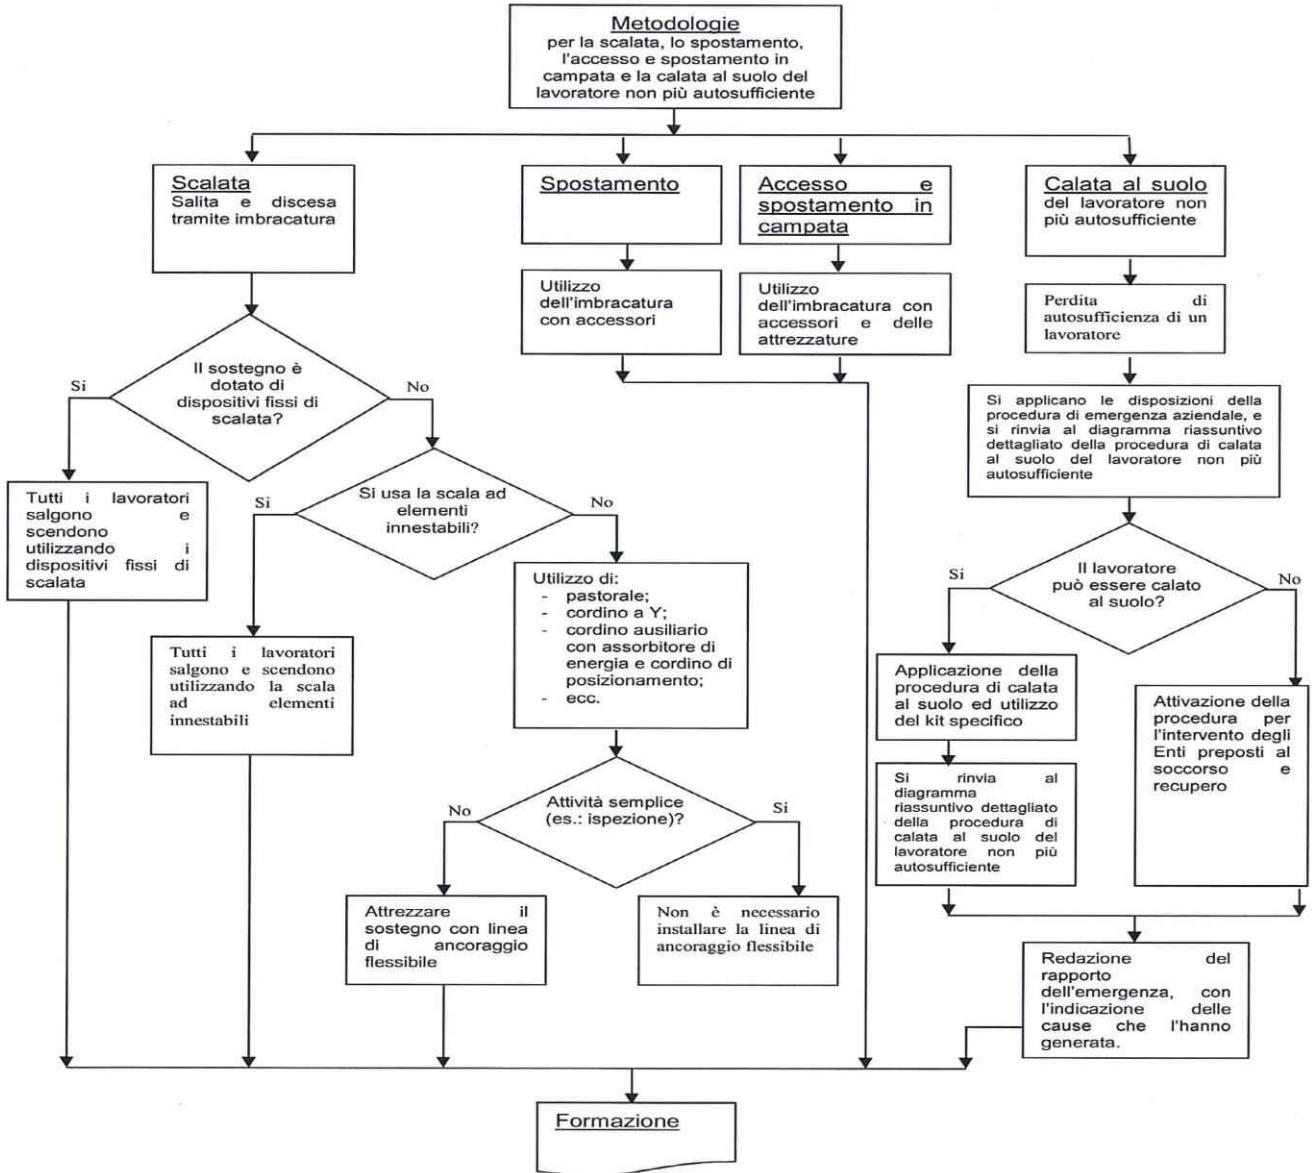 Metodologie
per la scalata, lo spostamento,
l'accesso e spostamento in
campata e la calata al suolo del
lavoratore non più autosufficiente
Scalata
Salita e discesa
tramite imbracatura
Spostamento
Accesso e
spostamento in
campata
Calata al suolo
del lavoratore non
più autosufficiente
Utilizzo
dell'imbracatura
con accessori
Utilizzo
dell'imbracatura con
accessori e delle
attrezzature
Perdita di
autosufficienza di un
lavoratore
Il sostegno è
dotato di
dispositivi fissi di
scalata?
Si
No
Si applicano le disposizioni della
procedura di emergenza aziendale, e
si rinvia al diagramma riassuntivo
dettagliato della procedura di calata
al suolo del lavoratore non più
autosufficiente
Tutti i lavoratori
salgono e
scendono
utilizzando i
dispositivi fissi di
scalata
Si usa la scala ad
elementi
innestabili?
Si
No
Il lavoratore
può essere calato
al suolo?
Si
No
Utilizzo di:
- pastorale;
- cordino a Y;
- cordino ausiliario
con assorbitore di
energia e cordino di
posizionamento;
- ecc.
Tutti i lavoratori
salgono e scendono
utilizzando la scala
ad elementi
innestabili
Applicazione della
procedura di calata
al suolo ed utilizzo
del kit specifico
Attivazione della
procedura per
l'intervento degli
Enti preposti al
soccorso e
recupero
Attività semplice
(es.: ispezione)?
No
Si
Si rinvia al
diagramma
riassuntivo dettagliato
della procedura di
calata al suolo del
lavoratore non più
autosufficiente
Attrezzare il
sostegno con linea
di ancoraggio
flessibile
Non è necessario
installare la linea di
ancoraggio flessibile
Redazione del
rapporto
dell'emergenza, con
l'indicazione delle
cause che l'hanno
generata.
Formazione